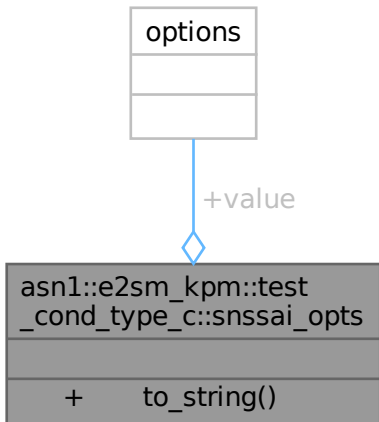 options
+value
asn1::e2sm_kpm::test
_cond_type_c::snssai_opts
+ to_string()